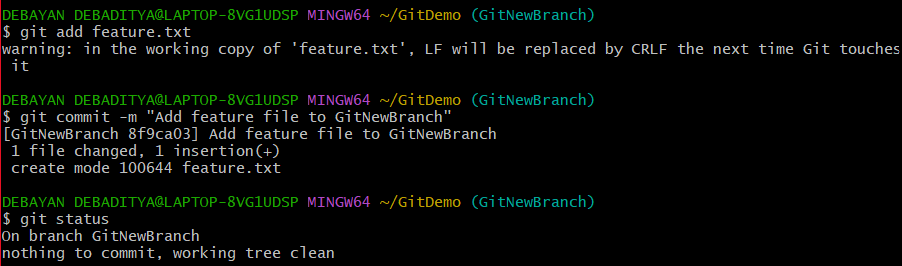 DEBAYAN DEBADITYA@LAPTOP-8VG1UDSP MINGW64 ~/GitDemo (GitNewBranch)
$ git add feature.txt
warning: in the working copy of 'feature.txt', LF will be replaced by CRLF the next time Git touches
 it
DEBAYAN DEBADITYA@LAPTOP-8VG1UDSP MINGW64 ~/GitDemo (GitNewBranch)
$ git commit -m "Add feature file to GitNewBranch"
[GitNewBranch 8f9ca03] Add feature file to GitNewBranch
 1 file changed, 1 insertion(+)
 create mode 100644 feature.txt
DEBAYAN DEBADITYA@LAPTOP-8VG1UDSP MINGW64 ~/GitDemo (GitNewBranch)
$ git status
On branch GitNewBranch
nothing to commit, working tree clean